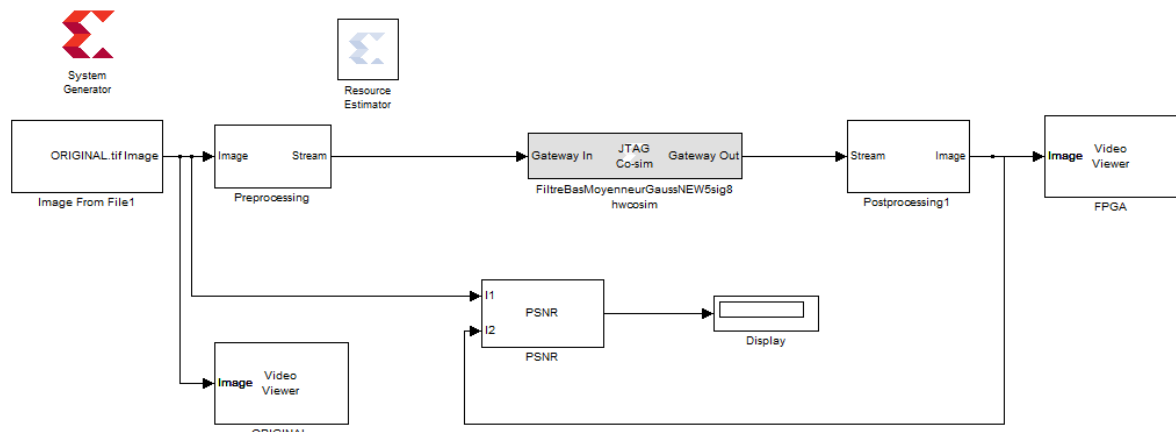 System
Generator
Resource
Estimator
ORIGINAL.tif Image
Image From File1
Image Stream
Preprocessing
Gateway In JTAG Co-sim Gateway Out
FiltreBasMoyenneurGaussNEW5sig8
hwcosim
Stream Image
Postprocessing1
Image Video Viewer
FPGA
I1
PSNR
I2
PSNR
Display
Image Video Viewer
ORIGINAL